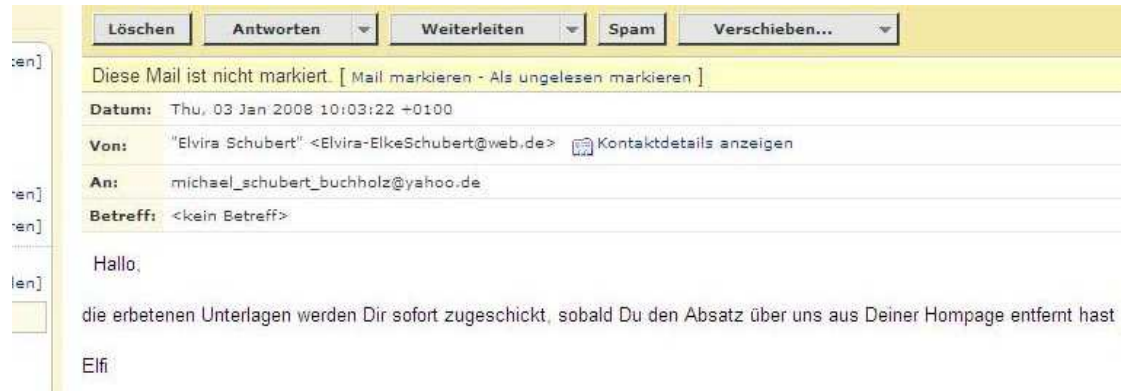 Löschen Antworten Weiterleiten Spam Verschieben...
Diese Mail ist nicht markiert. [ Mail markieren - Als ungelesen markieren ]
Datum: Thu, 03 Jan 2008 10:03:22 +0100
Von: "Elvira Schubert" <Elvira-ElkeSchubert@web.de> Kontaktdetails anzeigen
An: michael_schubert_buchholz@yahoo.de
Betreff: <kein Betreff>
Hallo,
die erbetenen Unterlagen werden Dir sofort zugeschickt, sobald Du den Absatz über uns aus Deiner Hompage entfernt hast
Elfi